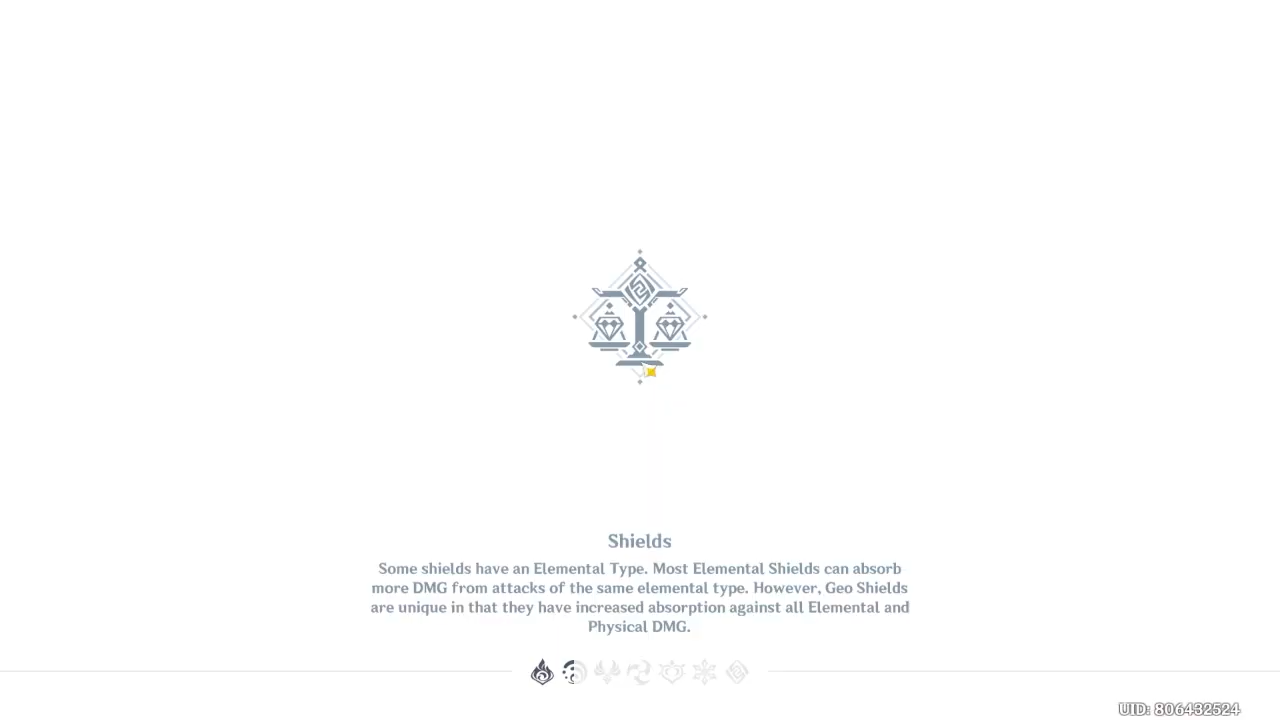 Shields
Some shields have an Elemental Type. Most Elemental Shields can absorb
more DMG from attacks of the same elemental type. However, Geo Shields
are unique in that they have increased absorption against all Elemental and
Physical DMG.
UID: 806432524